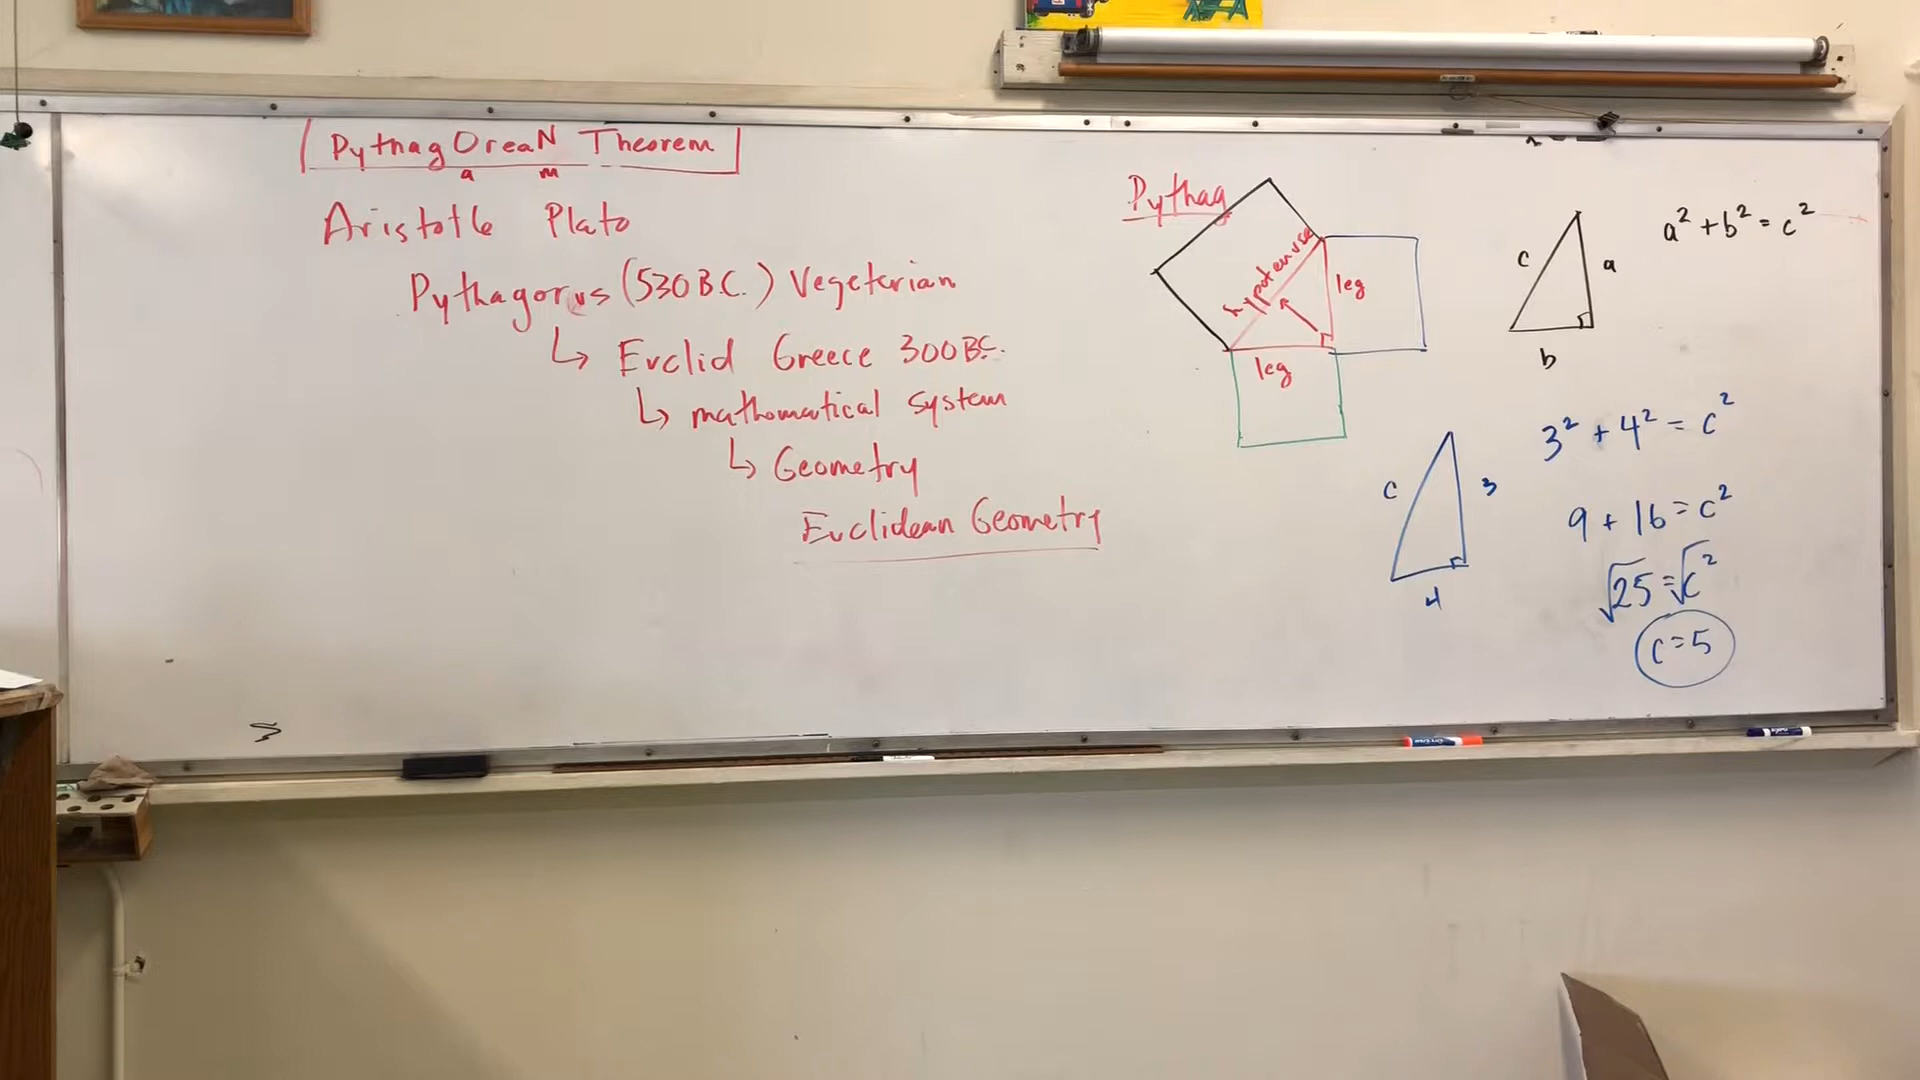 PythagOreaN Theorem
a m
Aristotle Plato
Pythagorus (530 B.C.) Vegeterian
↳ Euclid Greece 300 B.C.
↳ mathematical system
↳ Geometry
Euclidean Geometry
Pythag
hypotenuse
leg
leg
c a
b
a² + b² = c²
c 3
4
3² + 4² = c²
9 + 16 = c²
√25 = √c²
c = 5